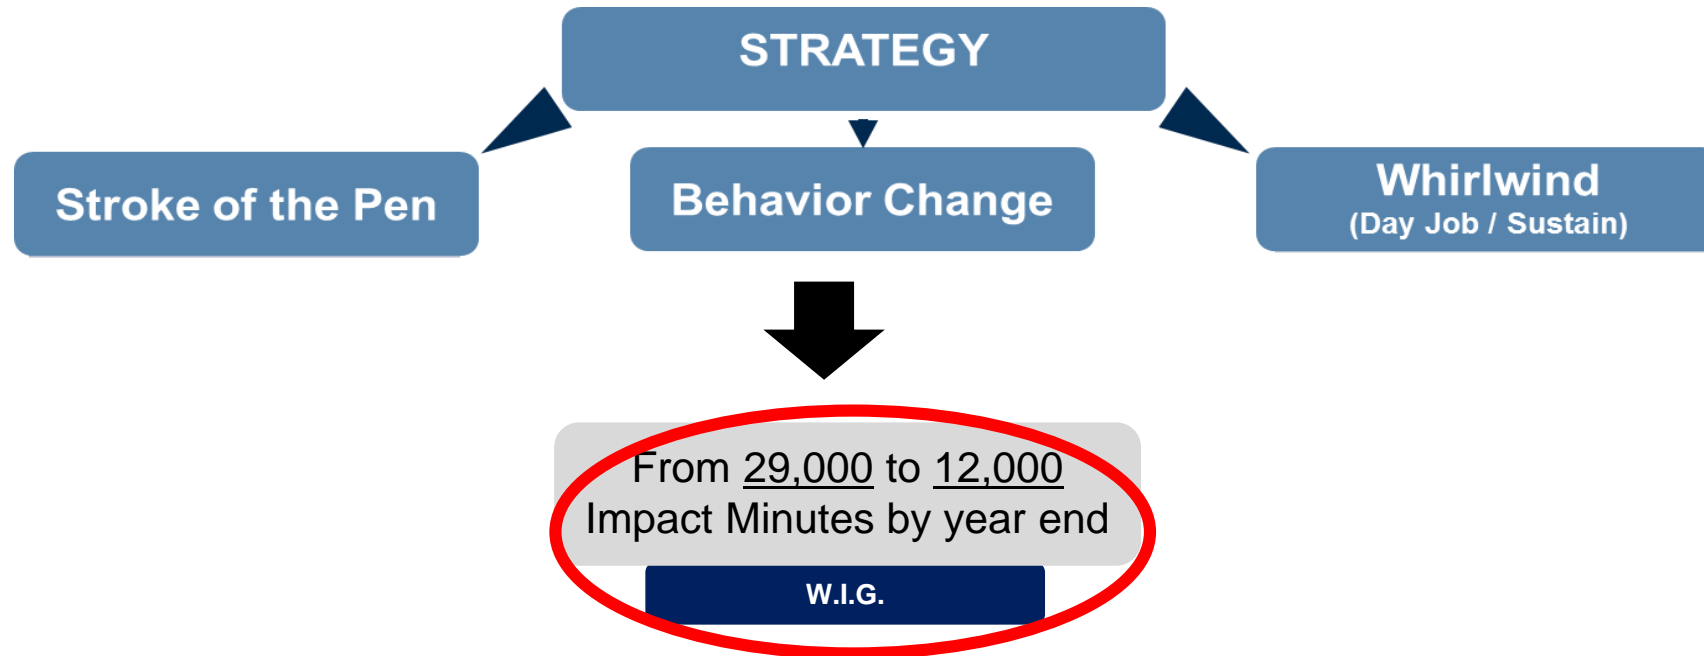 STRATEGY
Stroke of the Pen
Behavior Change
Whirlwind
(Day Job / Sustain)
From 29,000 to 12,000
Impact Minutes by year end
W.I.G.